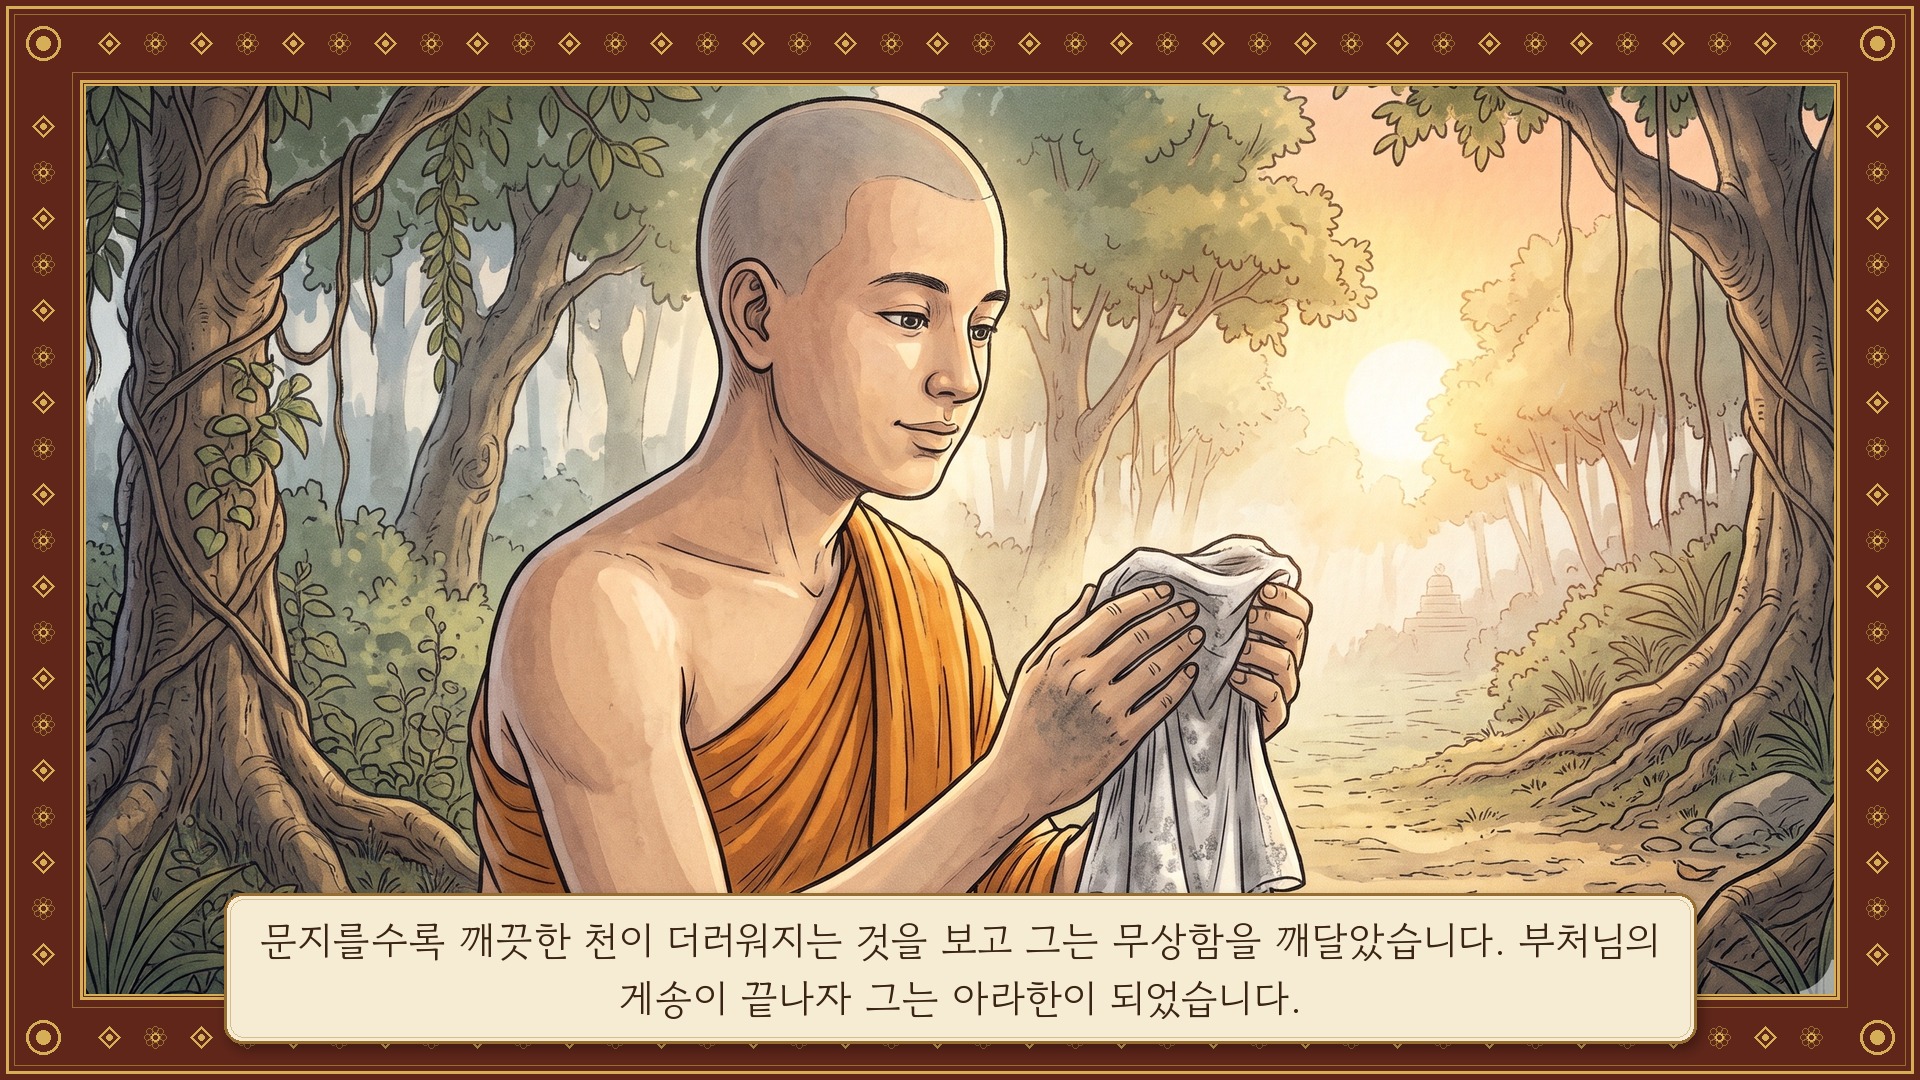 문지를수록 깨끗한 천이 더러워지는 것을 보고 그는 무상함을 깨달았습니다. 부처님의
게송이 끝나자 그는 아라한이 되었습니다.